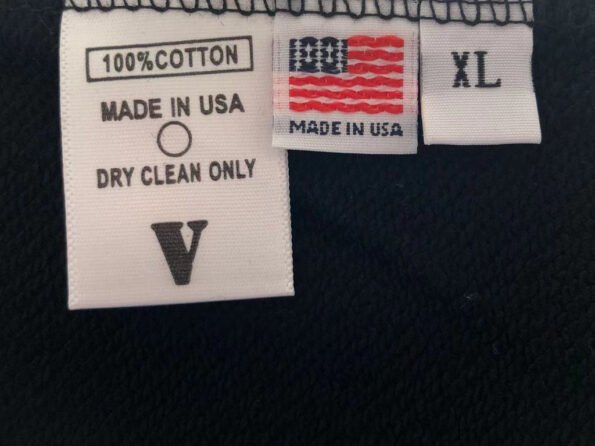 100%COTTON
MADE IN USA
DRY CLEAN ONLY
V
MADE IN USA
XL